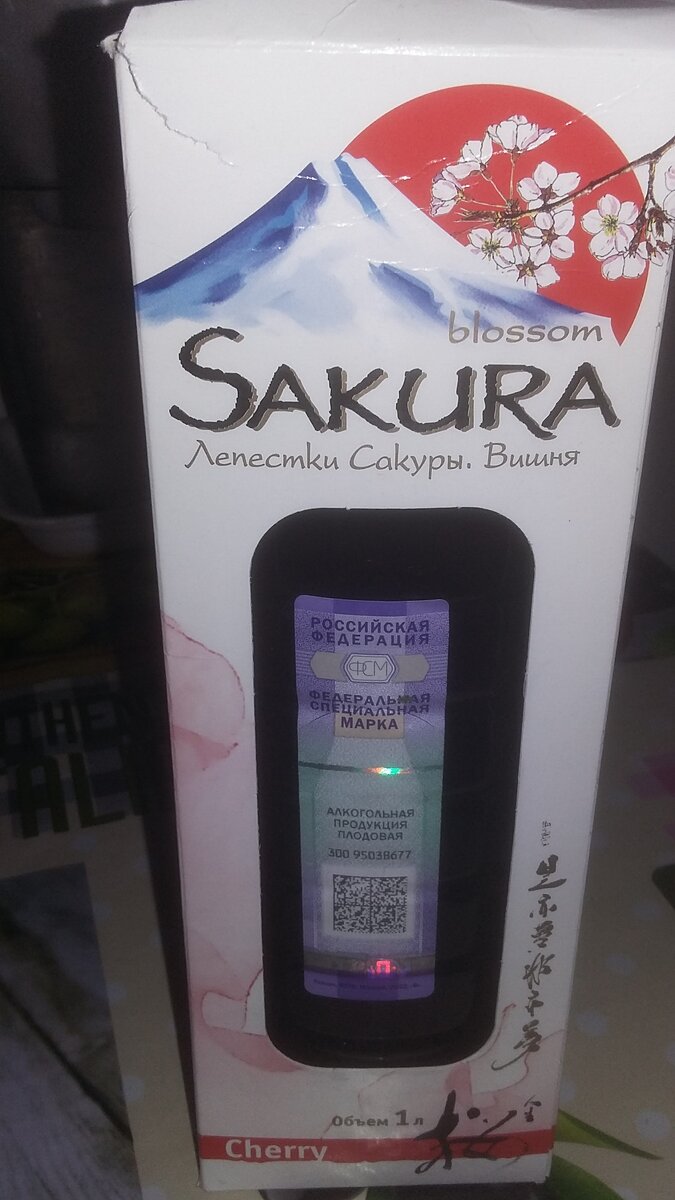 blossom
SAKURA
Лепестки Сакуры. Вишня
РОССИЙСКАЯ
ФЕДЕРАЦИЯ
ФСМ
ФЕДЕРАЛЬНАЯ
СПЕЦИАЛЬНАЯ
МАРКА
АЛКОГОЛЬНАЯ
ПРОДУКЦИЯ
ПЛОДОВАЯ
300 95038677
Объем 1 л
Cherry